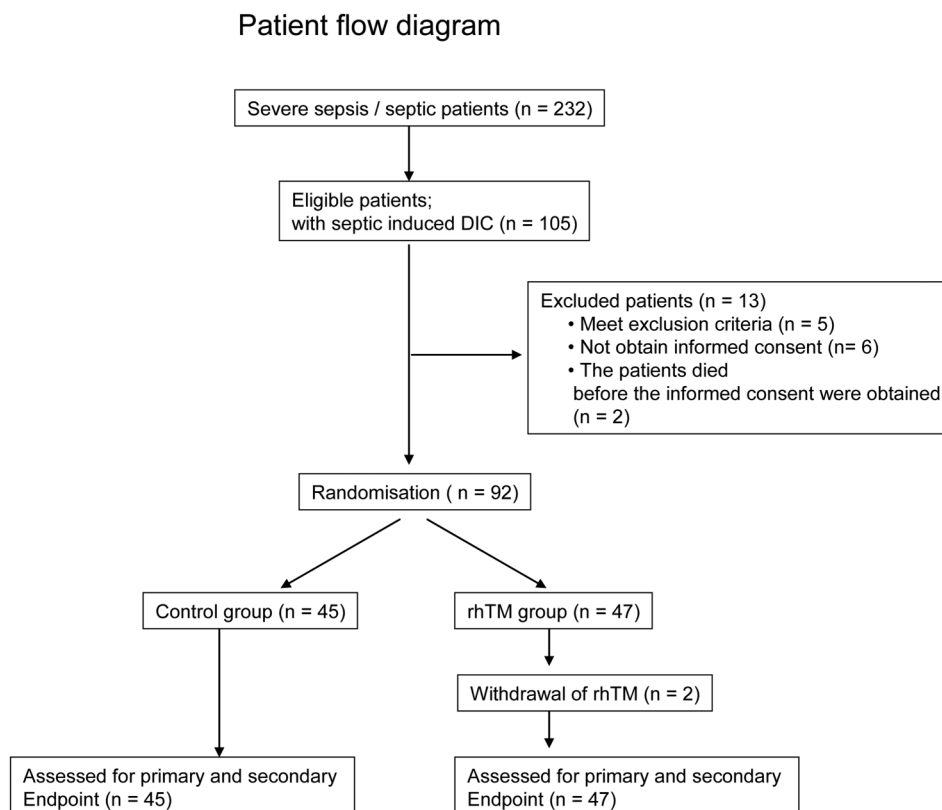 Patient flow diagram
Severe sepsis / septic patients (n = 232)
Eligible patients;
with septic induced DIC (n = 105)
Excluded patients (n = 13)
• Meet exclusion criteria (n = 5)
• Not obtain informed consent (n= 6)
• The patients died
before the informed consent were obtained
(n = 2)
Randomisation ( n = 92)
Control group (n = 45)
rhTM group (n = 47)
Withdrawal of rhTM (n = 2)
Assessed for primary and secondary
Endpoint (n = 45)
Assessed for primary and secondary
Endpoint (n = 47)